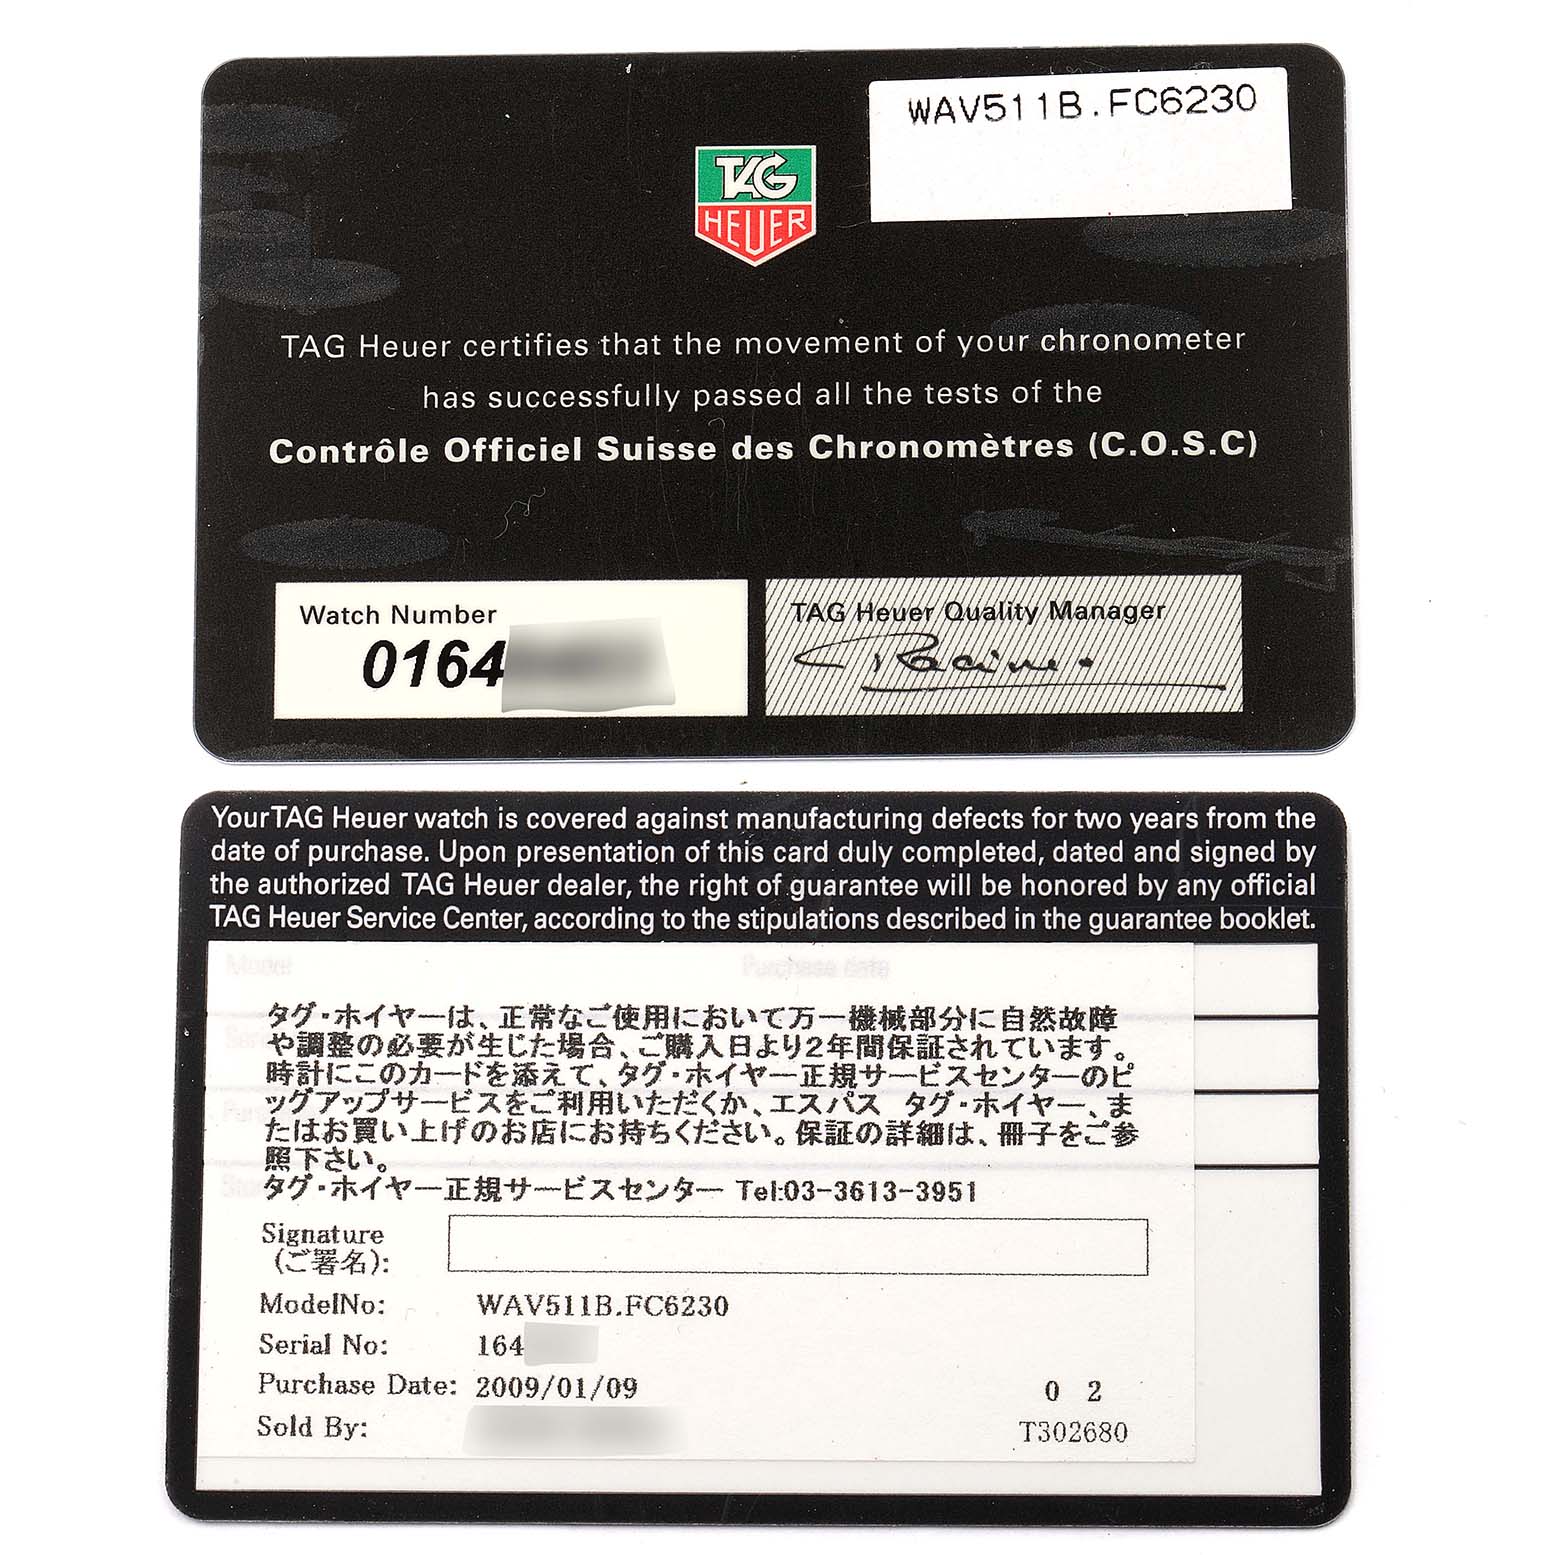 WAV511B.FC6230
TAG
HEUER
TAG Heuer certifies that the movement of your chronometer
has successfully passed all the tests of the
Contrôle Officiel Suisse des Chronomètres (C.O.S.C)
Watch Number
0164
TAG Heuer Quality Manager
Racine
Your TAG Heuer watch is covered against manufacturing defects for two years from the
date of purchase. Upon presentation of this card duly completed, dated and signed by
the authorized TAG Heuer dealer, the right of guarantee will be honored by any official
TAG Heuer Service Center, according to the stipulations described in the guarantee booklet.
Model Purchase date
タグ・ホイヤーは、正常なご使用において万一機械部分に自然故障
や調整の必要が生じた場合、ご購入日より2年間保証されています。
時計にこのカードを添えて、タグ・ホイヤー正規サービスセンターのピ
ッグアップサービスをご利用いただくか、エスパス タグ・ホイヤー、ま
たはお買い上げのお店にお持ちください。保証の詳細は、冊子をご参
照下さい。
タグ・ホイヤー正規サービスセンター Tel:03-3613-3951
Signature
(ご署名):
ModelNo: WAV511B.FC6230
Serial No: 164
Purchase Date: 2009/01/09 0 2
Sold By: T302680